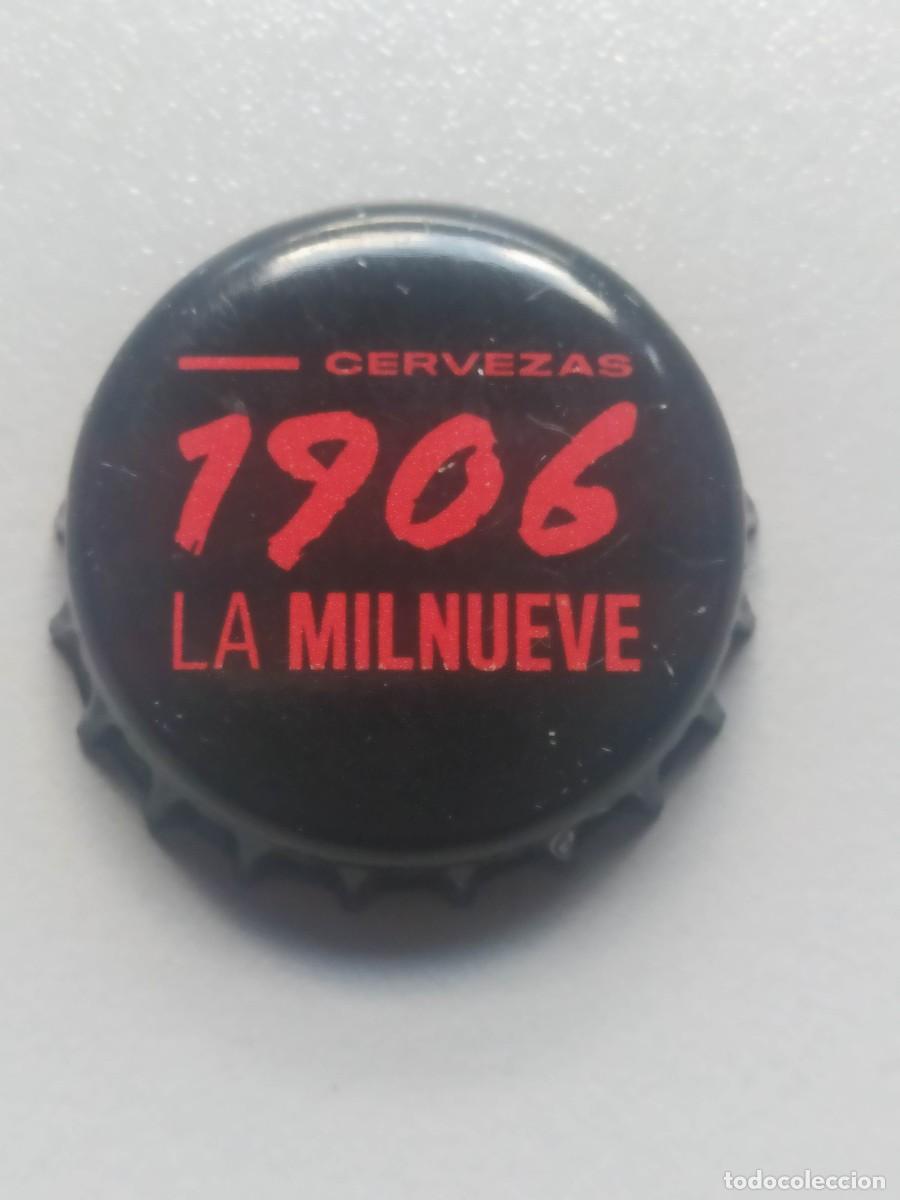 CERVEZAS
1906
LA MILNUEVE
todocoleccion